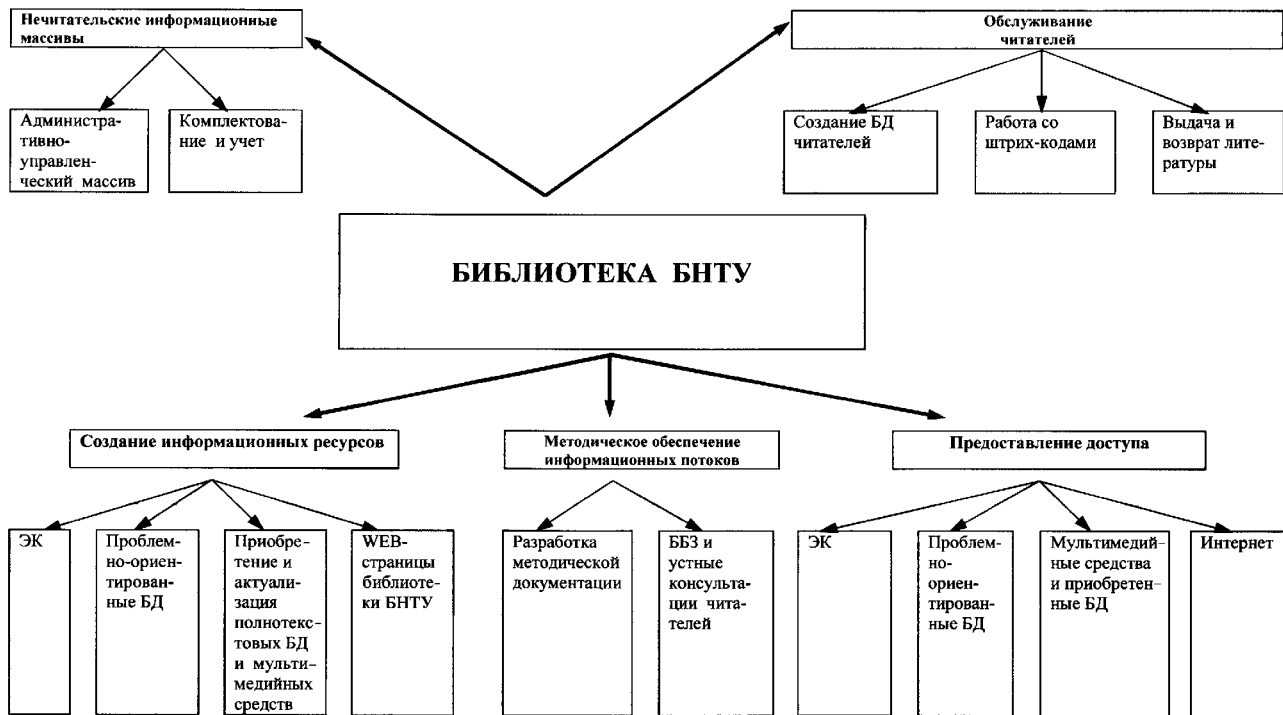 Нечитательские информационные
массивы
Обслуживание
читателей
Администра-
тивно-
управлен-
ческий массив
Комплектова-
ние и учет
Создание БД
читателей
Работа со
штрих-кодами
Выдача и
возврат лите-
ратуры
БИБЛИОТЕКА БНТУ
Создание информационных ресурсов
Методическое обеспечение
информационных потоков
Предоставление доступа
ЭК
Проблем-
но-ориен-
тирован-
ные БД
Приобре-
тение и
актуали-
зация
полнотекс-
товых БД
и мульти-
медийных
средств
WEB-
страницы
библиоте-
ки БНТУ
Разработка
методической
документации
ББЗ и
устные
консульта-
ции чита-
телей
ЭК
Проблем-
но-
ориен-
тирован-
ные БД
Мультимедий-
ные средства
и приобретен-
ные БД
Интернет